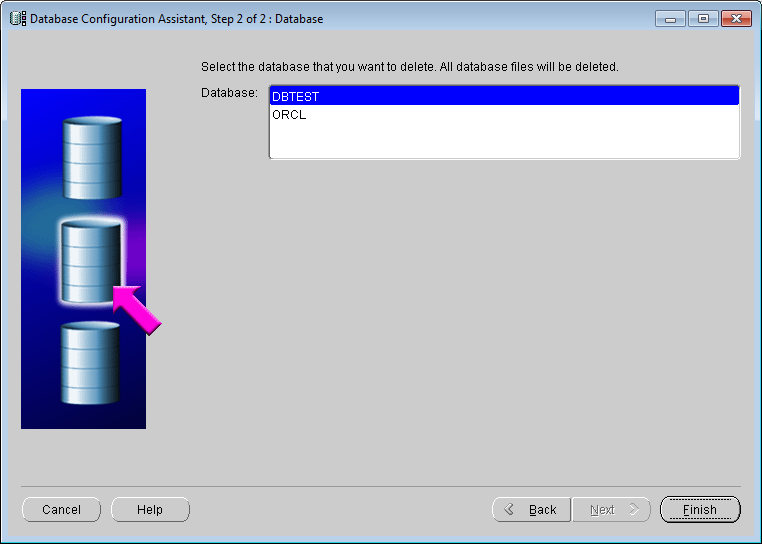 Database Configuration Assistant, Step 2 of 2 : Database
Select the database that you want to delete. All database files will be deleted.
Database:
DBTEST
ORCL
Cancel
Help
Back
Next
Finish